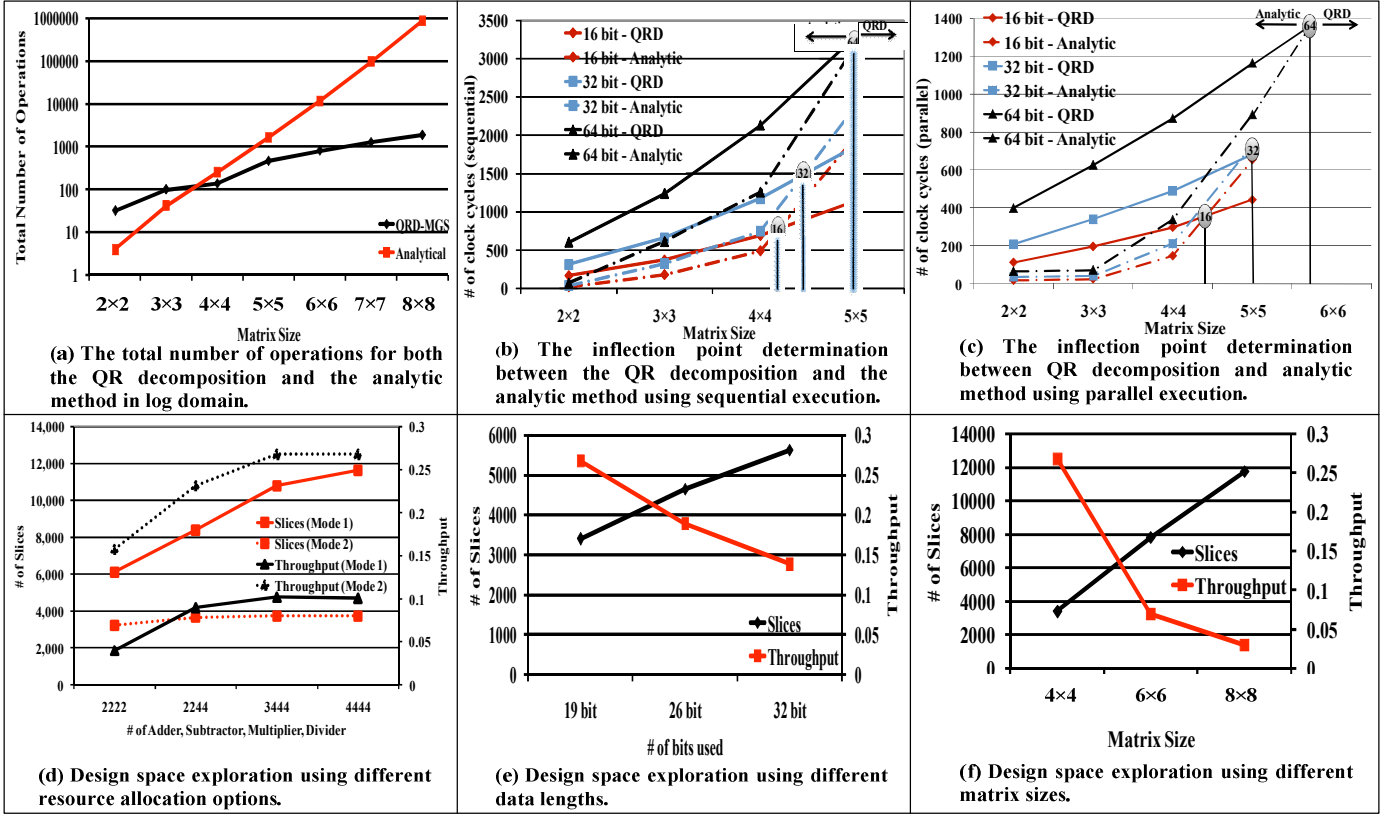 1000000
100000
10000
1000
100
10
1
Total Number of Operations
QRD-MGS
Analytical
2×2 3×3 4×4 5×5 6×6 7×7 8×8
Matrix Size
(a) The total number of operations for both
the QR decomposition and the analytic
method in log domain.
3500
3000
2500
2000
1500
1000
500
0
# of clock cycles (sequential)
16 bit - QRD
16 bit - Analytic
32 bit - QRD
32 bit - Analytic
64 bit - QRD
64 bit - Analytic
QRD
64
32
16
2×2 3×3 4×4 5×5
Matrix Size
(b) The inflection point determination
between the QR decomposition and the
analytic method using sequential execution.
1400
1200
1000
800
600
400
200
0
# of clock cycles (parallel)
16 bit - QRD
16 bit - Analytic
32 bit - QRD
32 bit - Analytic
64 bit - QRD
64 bit - Analytic
Analytic QRD
64
32
16
2×2 3×3 4×4 5×5 6×6
Matrix Size
(c) The inflection point determination
between QR decomposition and analytic
method using parallel execution.
14,000
12,000
10,000
8,000
6,000
4,000
2,000
0
# of Slices
Slices (Mode 1)
Slices (Mode 2)
Throughput (Mode 1)
Throughput (Mode 2)
0.3
0.25
0.2
0.15
0.1
0.05
0
Throughput
2222 2244 3444 4444
# of Adder, Subtractor, Multiplier, Divider
(d) Design space exploration using different
resource allocation options.
6000
5000
4000
3000
2000
1000
0
# of Slices
Slices
Throughput
0.3
0.25
0.2
0.15
0.1
0.05
0
Throughput
19 bit 26 bit 32 bit
# of bits used
(e) Design space exploration using different
data lengths.
14000
12000
10000
8000
6000
4000
2000
0
# of Slices
Slices
Throughput
0.3
0.25
0.2
0.15
0.1
0.05
0
Throughput
4×4 6×6 8×8
Matrix Size
(f) Design space exploration using different
matrix sizes.